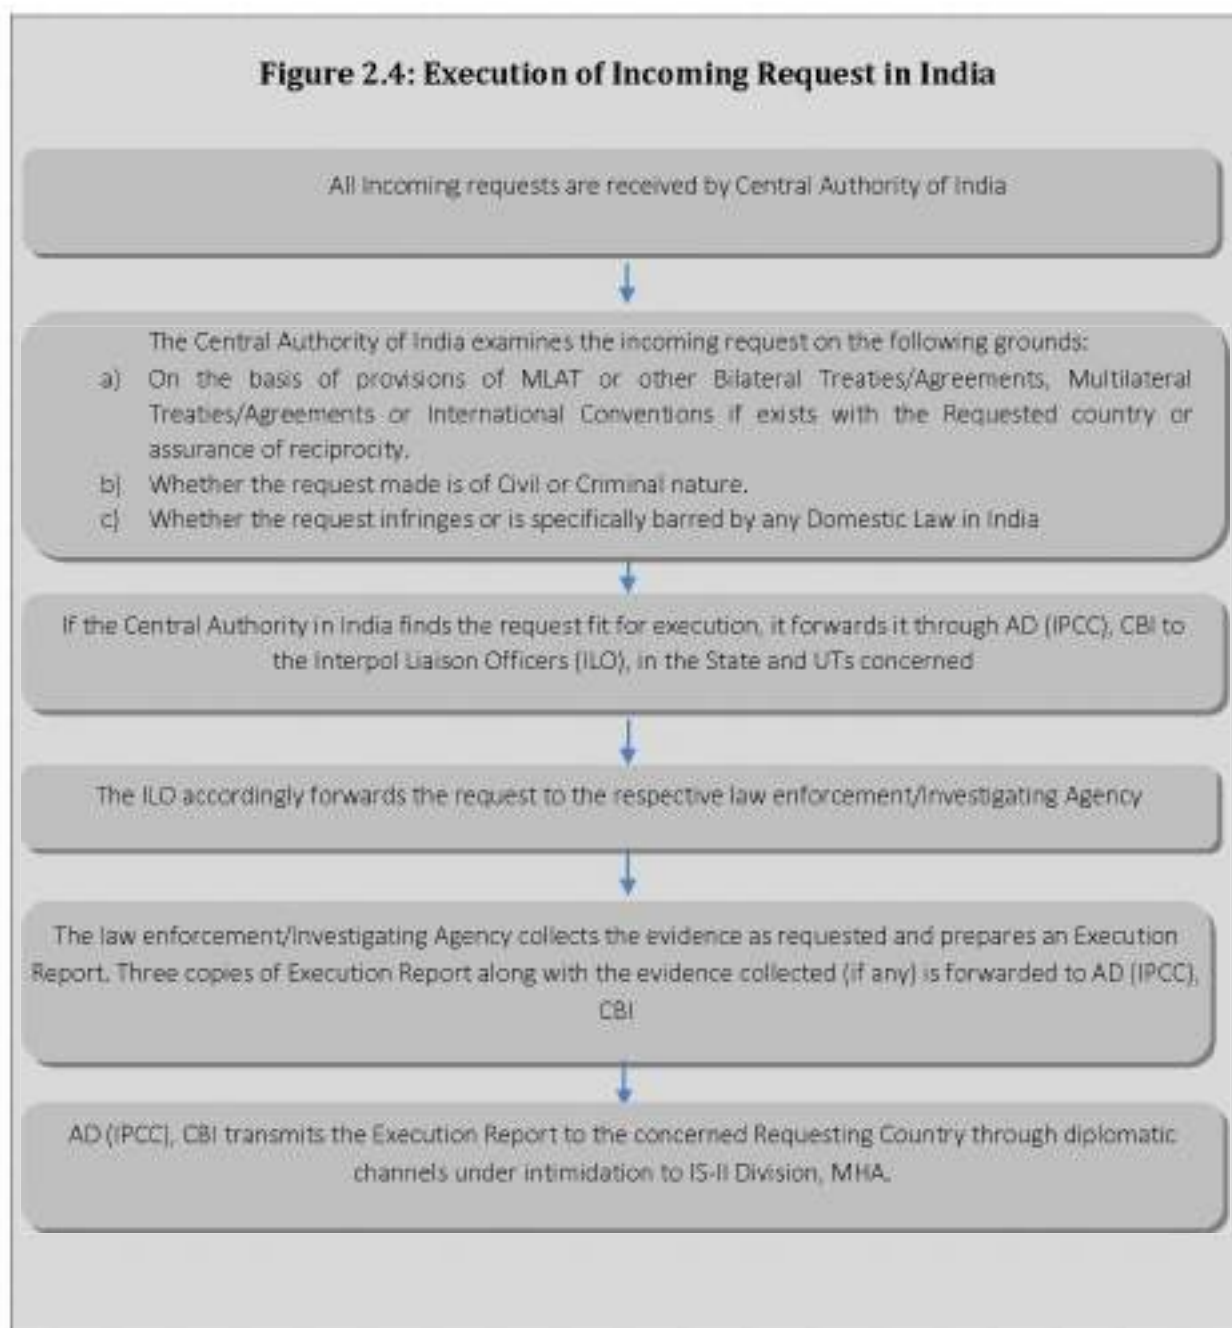 Figure 2.4: Execution of Incoming Request in India
All Incoming requests are received by Central Authority of India
The Central Authority of India examines the incoming request on the following grounds:
a) On the basis of provisions of MLAT or other Bilateral Treaties/Agreements, Multilateral
Treaties/Agreements or International Conventions if exists with the Requested country or
assurance of reciprocity.
b) Whether the request made is of Civil or Criminal nature.
c) Whether the request infringes or is specifically barred by any Domestic Law in India
If the Central Authority in India finds the request fit for execution, it forwards it through AD (IPCC), CBI to
the Interpol Liaison Officers (ILO), in the State and UTs concerned
The ILO accordingly forwards the request to the respective law enforcement/Investigating Agency
The law enforcement/Investigating Agency collects the evidence as requested and prepares an Execution
Report. Three copies of Execution Report along with the evidence collected (if any) is forwarded to AD (IPCC),
CBI
AD (IPCC), CBI transmits the Execution Report to the concerned Requesting Country through diplomatic
channels under intimidation to IS-II Division, MHA.